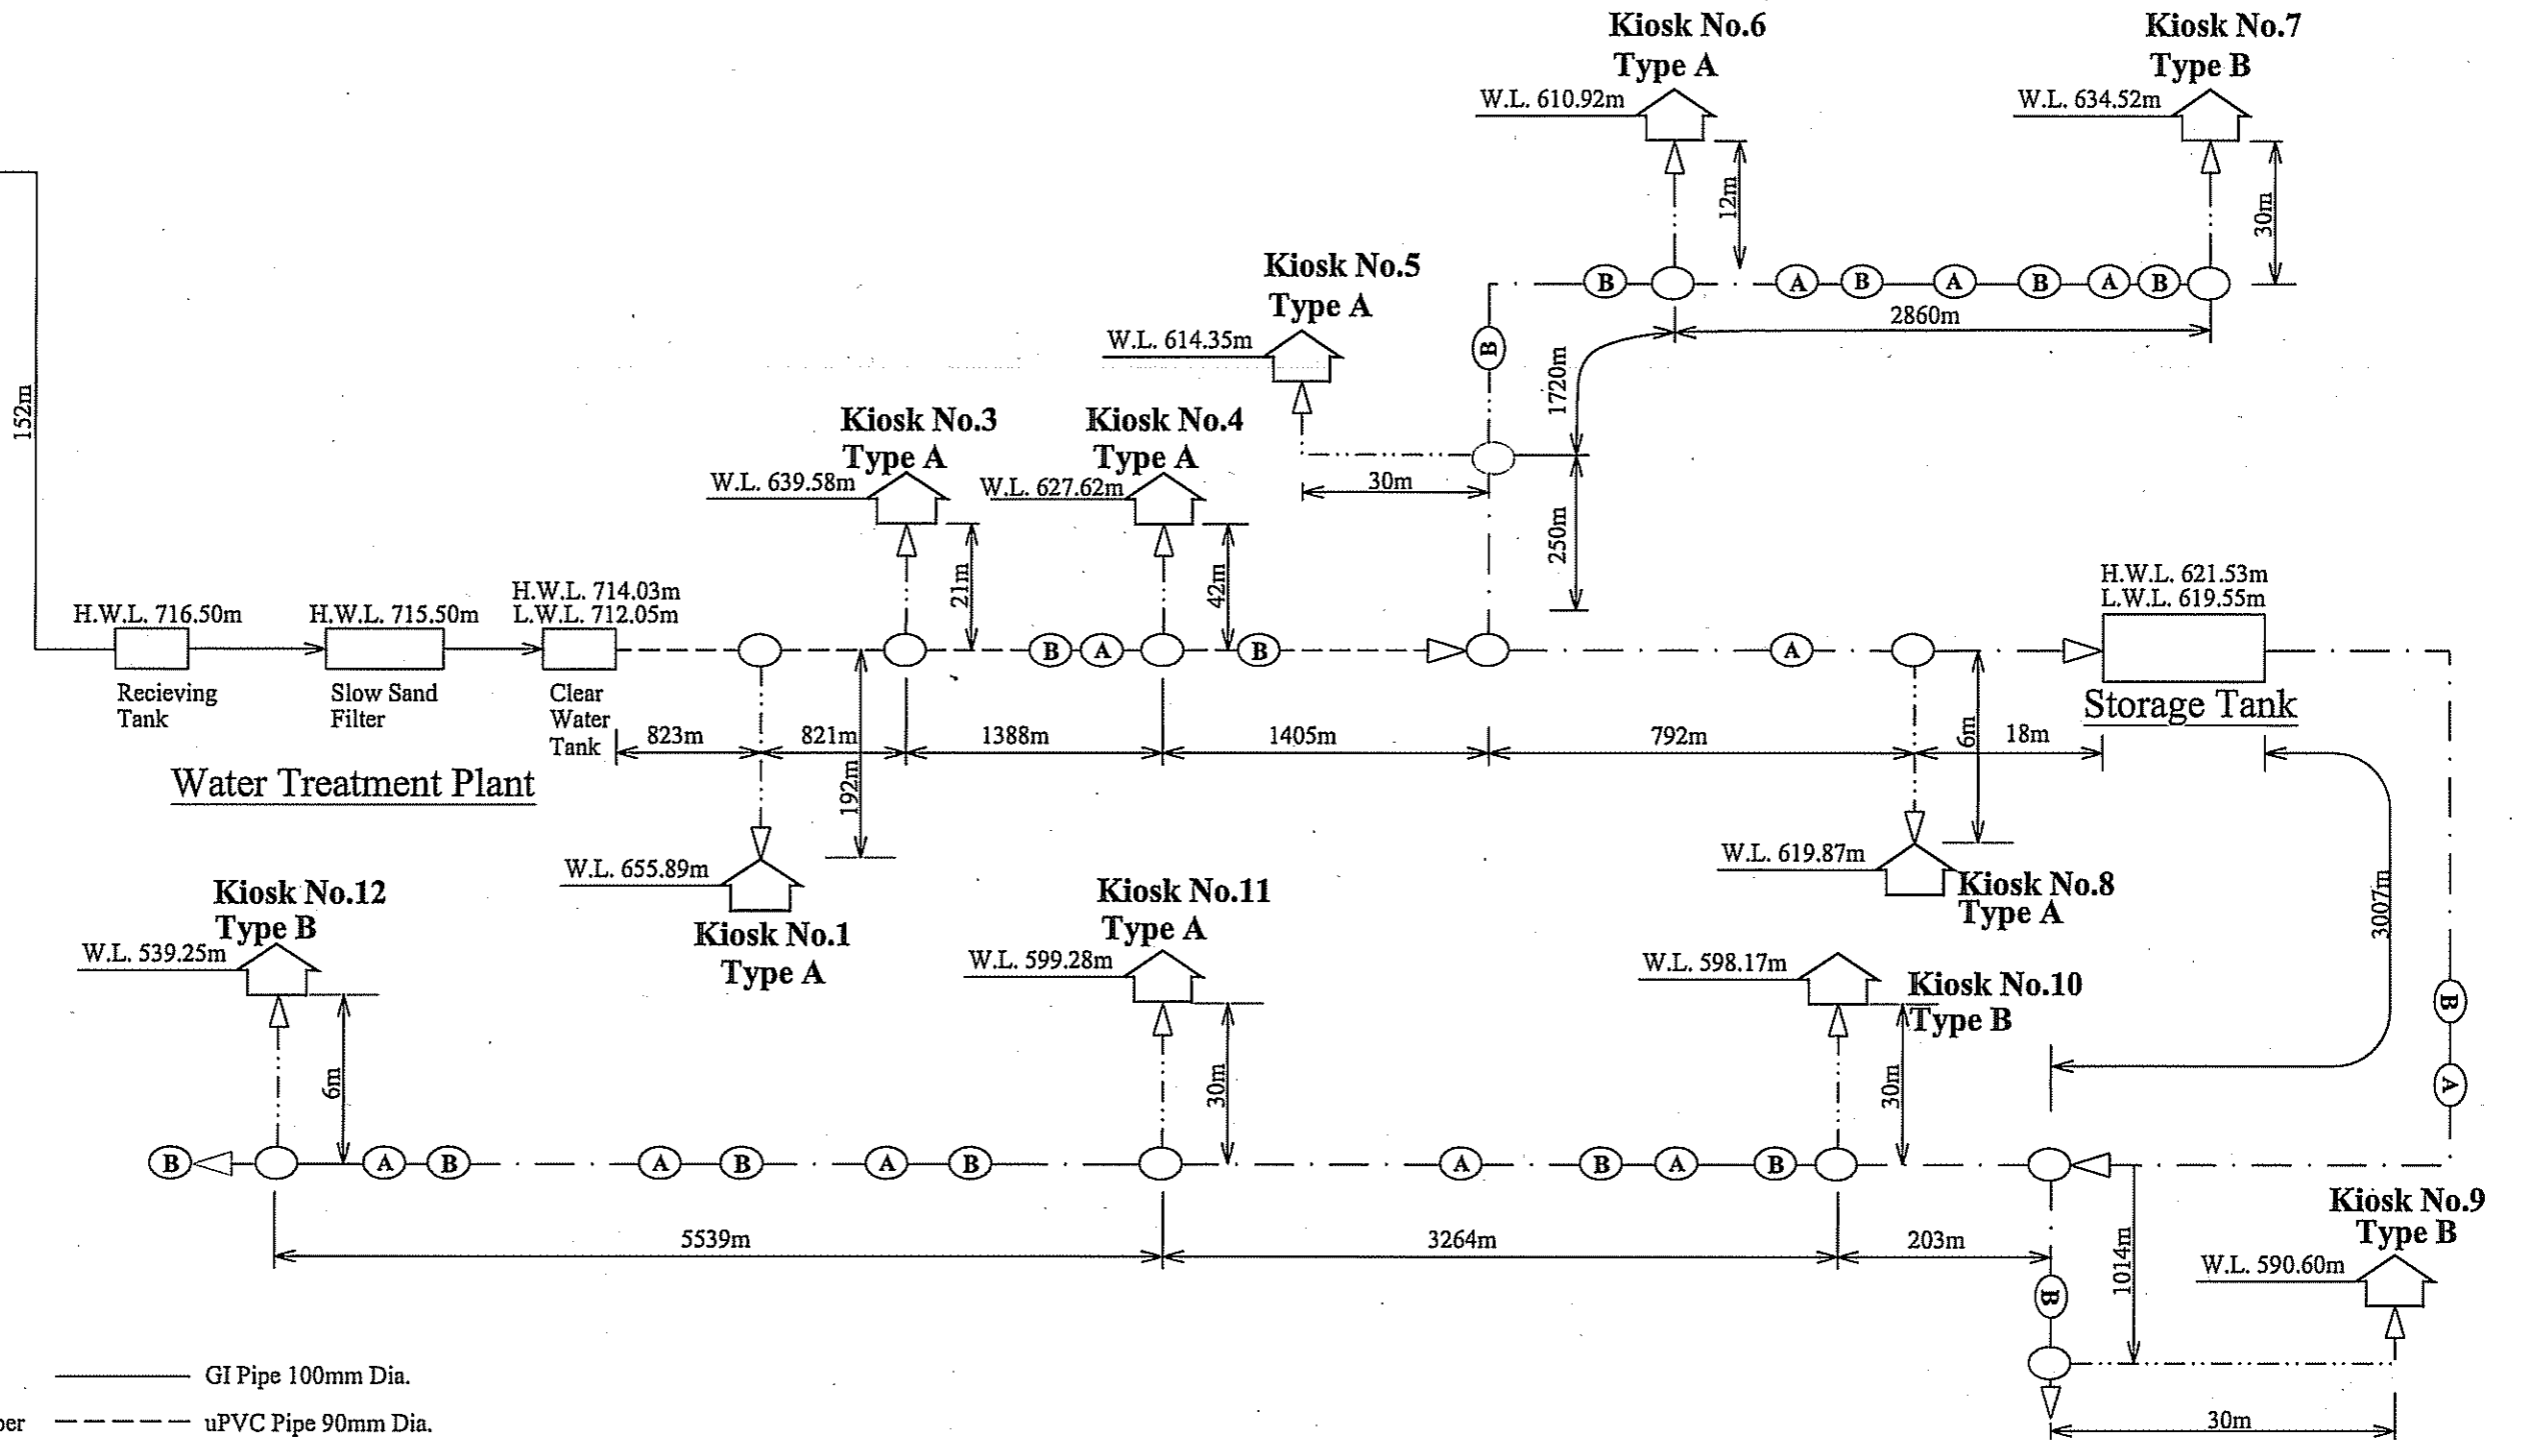 Kiosk No.6
Type A
Kiosk No.7
Type B
W.L. 610.92m
W.L. 634.52m
12m
30m
B
A
B
A
B
A
B
2860m
Kiosk No.5
Type A
W.L. 614.35m
B
1720m
30m
250m
152m
Kiosk No.3
Type A
Kiosk No.4
Type A
W.L. 639.58m
W.L. 627.62m
21m
42m
H.W.L. 716.50m
H.W.L. 715.50m
H.W.L. 714.03m
L.W.L. 712.05m
H.W.L. 621.53m
L.W.L. 619.55m
B
A
B
A
Recieving
Tank
Slow Sand
Filter
Clear
Water
Tank
Storage Tank
823m
821m
1388m
1405m
792m
6m
18m
192m
Water Treatment Plant
W.L. 655.89m
Kiosk No.1
Type A
W.L. 619.87m
Kiosk No.8
Type A
3007m
Kiosk No.12
Type B
W.L. 539.25m
Kiosk No.11
Type A
W.L. 599.28m
W.L. 598.17m
Kiosk No.10
Type B
B
A
6m
30m
30m
B
A
B
A
B
A
B
A
B
A
B
5539m
3264m
203m
B
1014m
Kiosk No.9
Type B
W.L. 590.60m
30m
GI Pipe 100mm Dia.
ber
uPVC Pipe 90mm Dia.